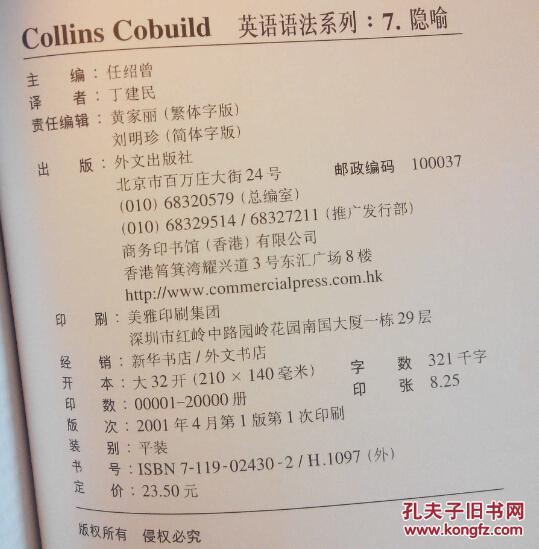 Collins Cobuild 英语语法系列：7. 隐喻
主 编：任绍曾
译 者：丁建民
责任编辑：黄家丽（繁体字版）
刘明珍（简体字版）
出 版：外文出版社
北京市百万庄大街24号 邮政编码 100037
(010) 68320579（总编室）
(010) 68329514 / 68327211（推广发行部）
商务印书馆（香港）有限公司
香港筲箕湾耀兴道3号东汇广场8楼
http://www.commercialpress.com.hk
印 刷：美雅印刷集团
深圳市红岭中路园岭花园南国大厦一栋29层
经 销：新华书店/外文书店
开 本：大32开（210 × 140毫米） 字 数 321千字
印 数：00001–20000册 印 张 8.25
版 次：2001年4月第1版第1次印刷
装 别：平装
书 号：ISBN 7-119-02430-2 / H.1097（外）
定 价：23.50元
版权所有 侵权必究
孔夫子旧书网
www.kongfz.com